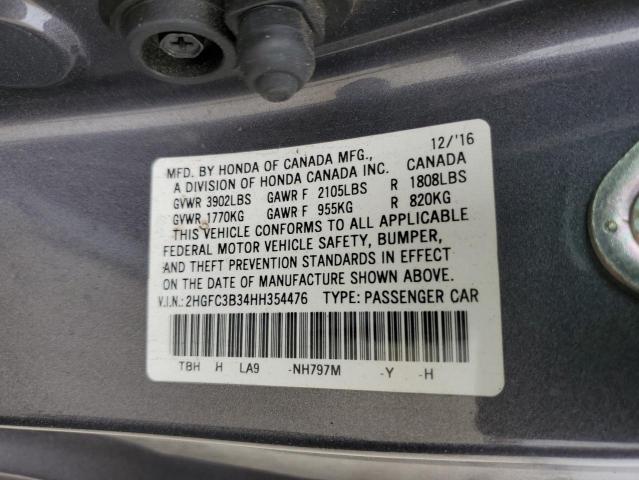 12/'16
MFD. BY HONDA OF CANADA MFG., CANADA
A DIVISION OF HONDA CANADA INC.
GVWR 3902LBS GAWR F 2105LBS R 1808LBS
GVWR 1770KG GAWR F 955KG R 820KG
THIS VEHICLE CONFORMS TO ALL APPLICABLE
FEDERAL MOTOR VEHICLE SAFETY, BUMPER,
AND THEFT PREVENTION STANDARDS IN EFFECT
ON THE DATE OF MANUFACTURE SHOWN ABOVE.
V.I.N.: 2HGFC3B34HH354476 TYPE: PASSENGER CAR
TBH H LA9 -NH797M -Y -H